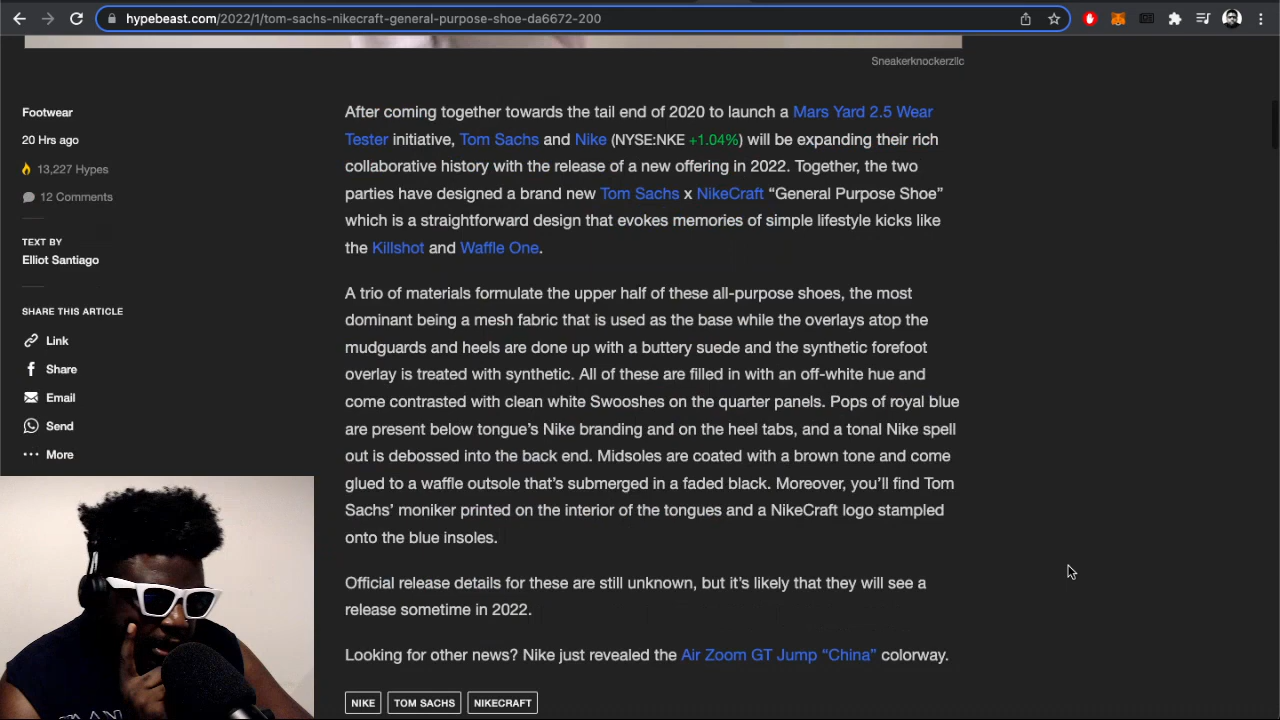 hypebeast.com/2022/1/tom-sachs-nikecraft-general-purpose-shoe-da6672-200
Sneakerknockerzllc
Footwear
20 Hrs ago
13,227 Hypes
12 Comments
TEXT BY
Elliot Santiago
SHARE THIS ARTICLE
Link
Share
Email
Send
More
After coming together towards the tail end of 2020 to launch a Mars Yard 2.5 Wear
Tester initiative, Tom Sachs and Nike (NYSE:NKE +1.04%) will be expanding their rich
collaborative history with the release of a new offering in 2022. Together, the two
parties have designed a brand new Tom Sachs x NikeCraft “General Purpose Shoe”
which is a straightforward design that evokes memories of simple lifestyle kicks like
the Killshot and Waffle One.
A trio of materials formulate the upper half of these all-purpose shoes, the most
dominant being a mesh fabric that is used as the base while the overlays atop the
mudguards and heels are done up with a buttery suede and the synthetic forefoot
overlay is treated with synthetic. All of these are filled in with an off-white hue and
come contrasted with clean white Swooshes on the quarter panels. Pops of royal blue
are present below tongue’s Nike branding and on the heel tabs, and a tonal Nike spell
out is debossed into the back end. Midsoles are coated with a brown tone and come
glued to a waffle outsole that’s submerged in a faded black. Moreover, you’ll find Tom
Sachs’ moniker printed on the interior of the tongues and a NikeCraft logo stampled
onto the blue insoles.
Official release details for these are still unknown, but it’s likely that they will see a
release sometime in 2022.
Looking for other news? Nike just revealed the Air Zoom GT Jump “China” colorway.
NIKE
TOM SACHS
NIKECRAFT